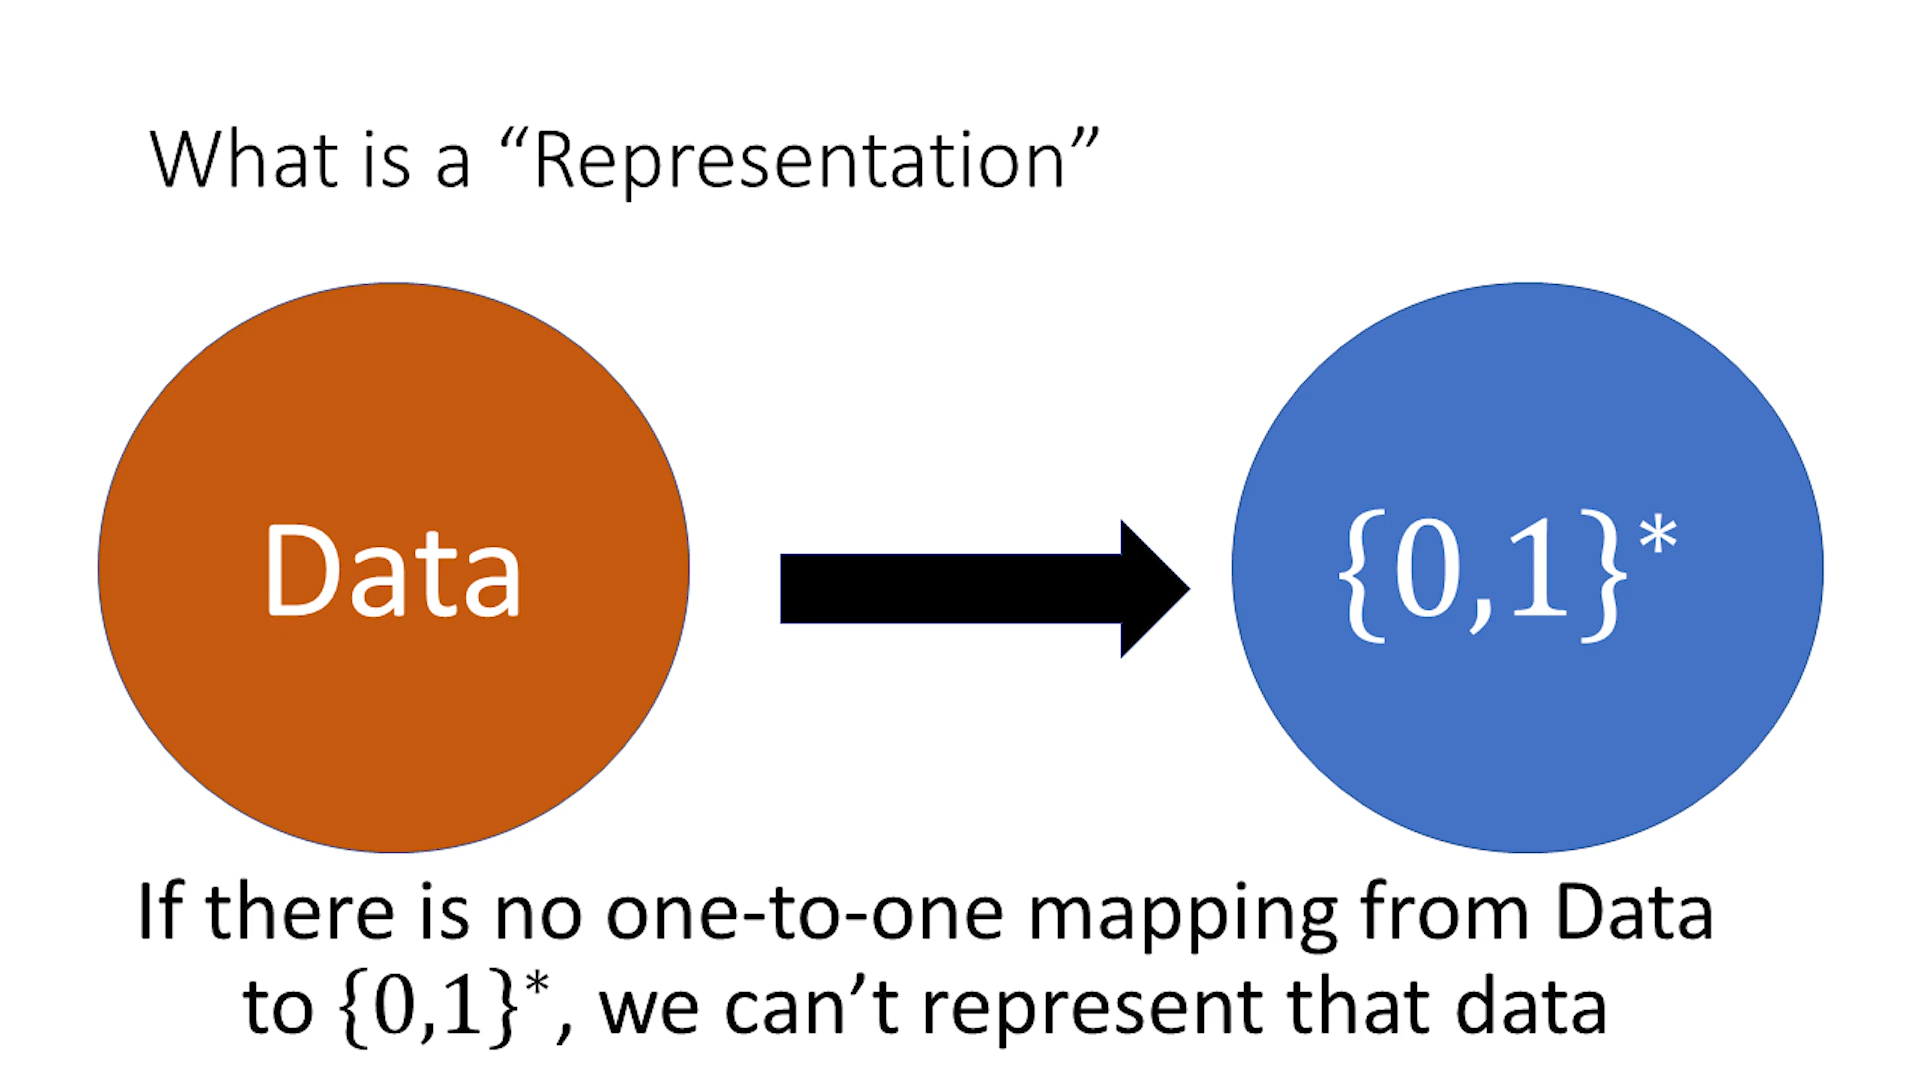 What is a “Representation”
Data
{0,1}*
If there is no one-to-one mapping from Data
to {0,1}*, we can’t represent that data